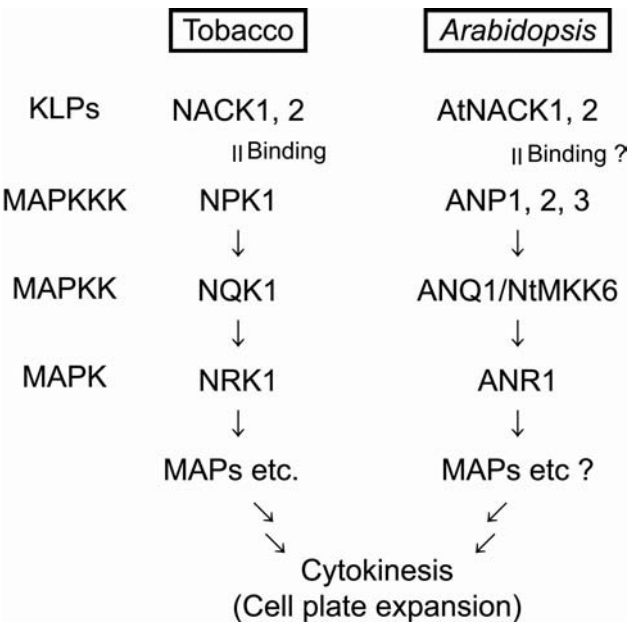 Tobacco Arabidopsis
KLPs NACK1, 2 AtNACK1, 2
Binding Binding ?
MAPKKK NPK1 ANP1, 2, 3
MAPKK NQK1 ANQ1/NtMKK6
MAPK NRK1 ANR1
MAPs etc. MAPs etc ?
Cytokinesis
(Cell plate expansion)